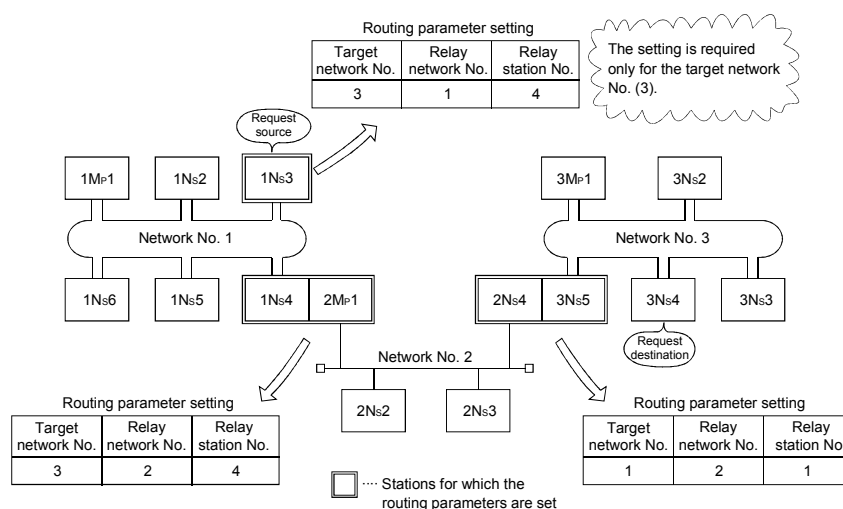 Routing parameter setting
Target network No. Relay network No. Relay station No.
3 1 4
The setting is required
only for the target network
No. (3).
Request
source
1MP1 1NS2 1NS3 3MP1 3NS2
Network No. 1 Network No. 3
1NS6 1NS5 1NS4 2MP1 2NS4 3NS5 3NS4 3NS3
Request
destination
Network No. 2
2NS2 2NS3
Routing parameter setting
Target network No. Relay network No. Relay station No.
3 2 4
Routing parameter setting
Target network No. Relay network No. Relay station No
1 2 1
···· Stations for which the
routing parameters are set